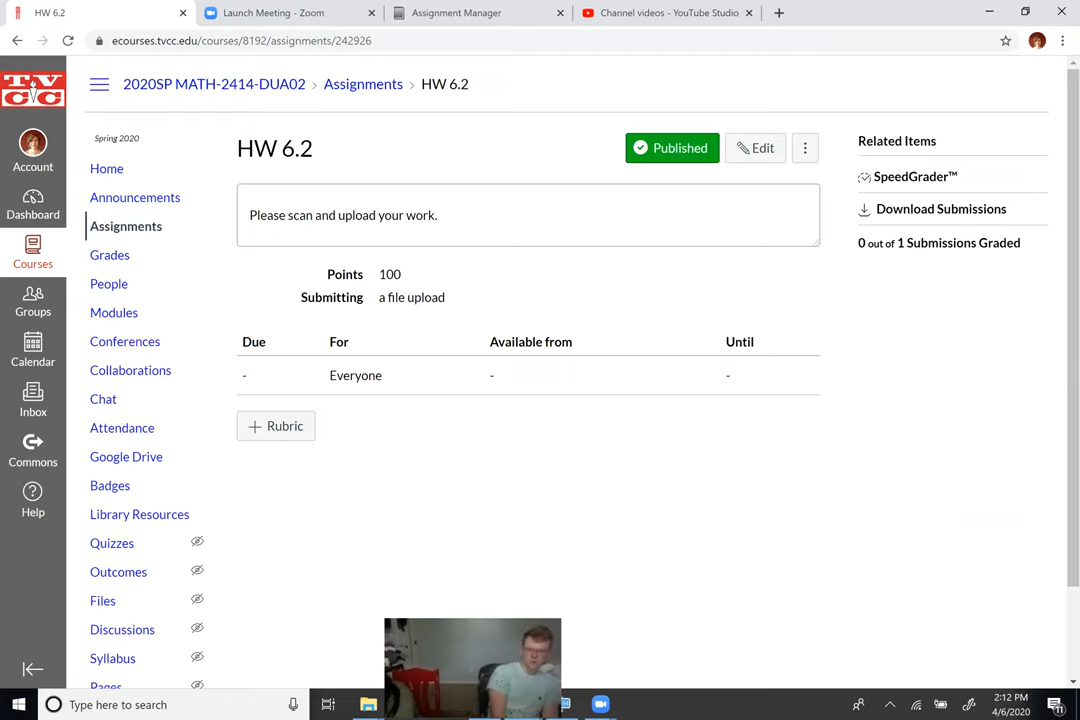 HW 6.2
Launch Meeting - Zoom
Assignment Manager
Channel videos - YouTube Studio
ecourses.tvcc.edu/courses/8192/assignments/242926
TV
CC
Account
Dashboard
Courses
Groups
Calendar
Inbox
Commons
Help
2020SP MATH-2414-DUA02 › Assignments › HW 6.2
Spring 2020
Home
Announcements
Assignments
Grades
People
Modules
Conferences
Collaborations
Chat
Attendance
Google Drive
Badges
Library Resources
Quizzes
Outcomes
Files
Discussions
Syllabus
Pages
HW 6.2
Published
Edit
Please scan and upload your work.
Points 100
Submitting a file upload
Due For Available from Until
- Everyone - -
+ Rubric
Related Items
SpeedGrader™
Download Submissions
0 out of 1 Submissions Graded
Type here to search
2:12 PM
4/6/2020
11